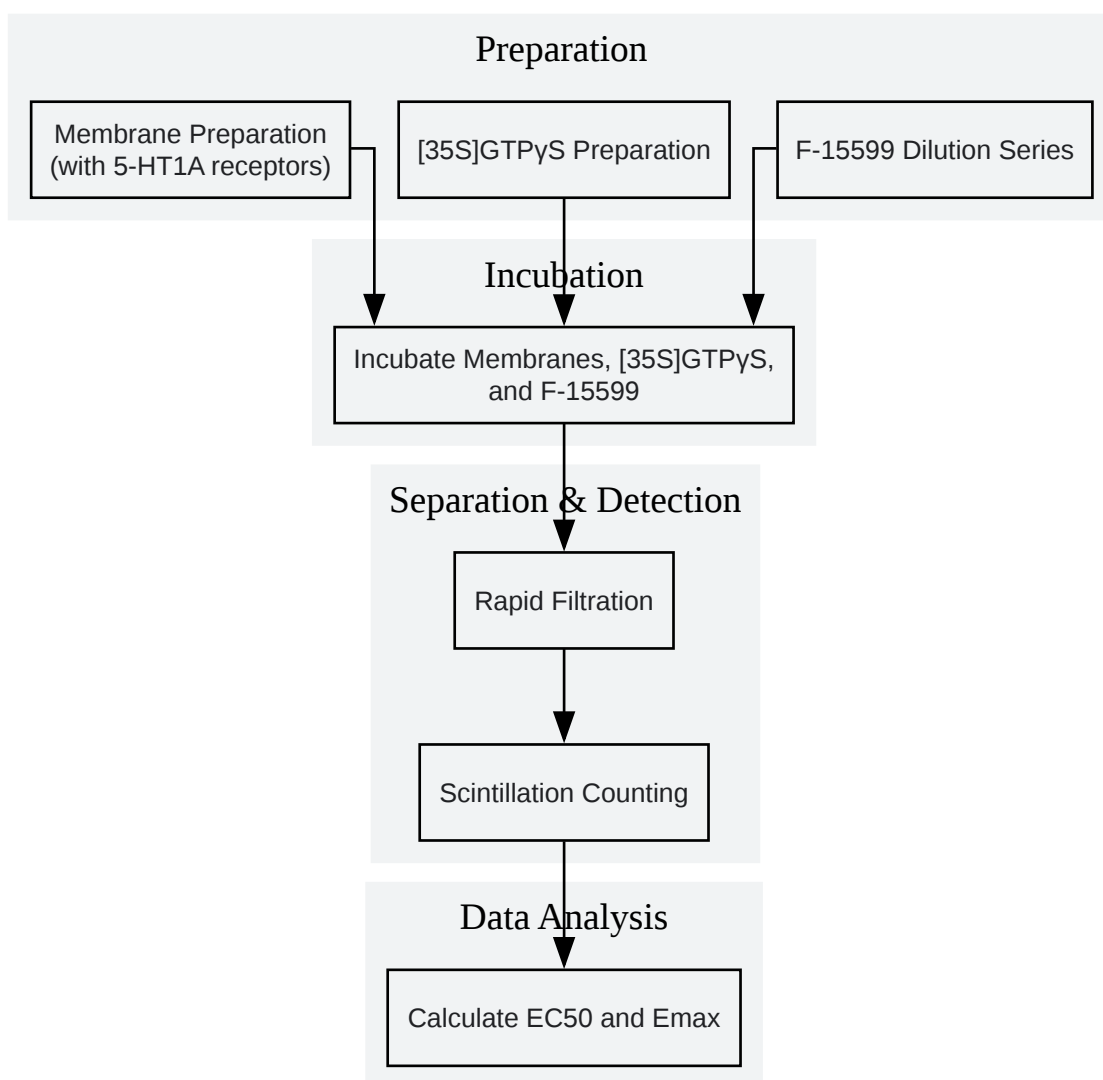 Preparation
Membrane Preparation
(with 5-HT1A receptors)
[35S]GTPγS Preparation
F-15599 Dilution Series
Incubation
Incubate Membranes, [35S]GTPγS,
and F-15599
Separation & Detection
Rapid Filtration
Scintillation Counting
Data Analysis
Calculate EC50 and Emax